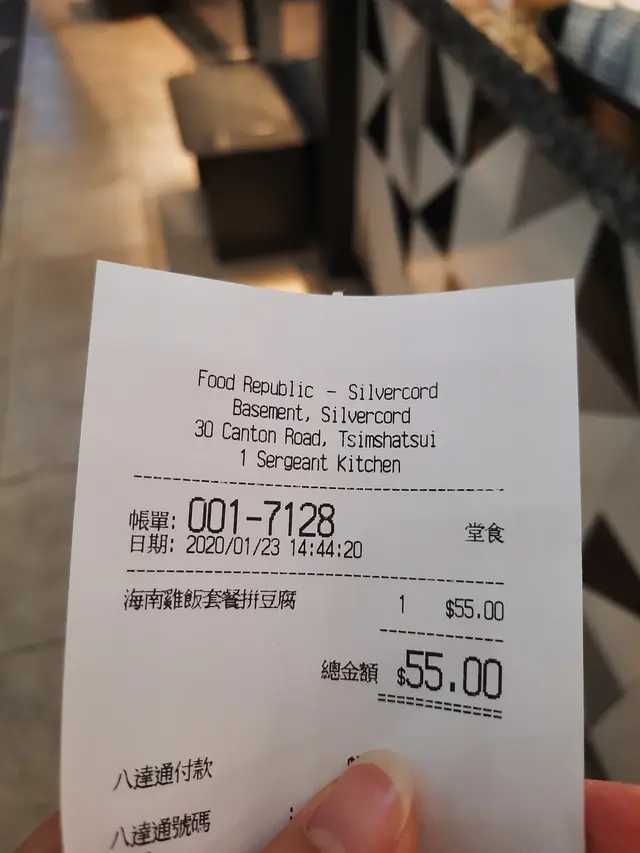 Food Republic - Silvercord
Basement, Silvercord
30 Canton Road, Tsimshatsui
1 Sergeant Kitchen
帳單: 001-7128 堂食
日期: 2020/01/23 14:44:20
海南雞飯套餐拼豆腐 1 $55.00
總金額 $55.00
八達通付款
八達通號碼 :